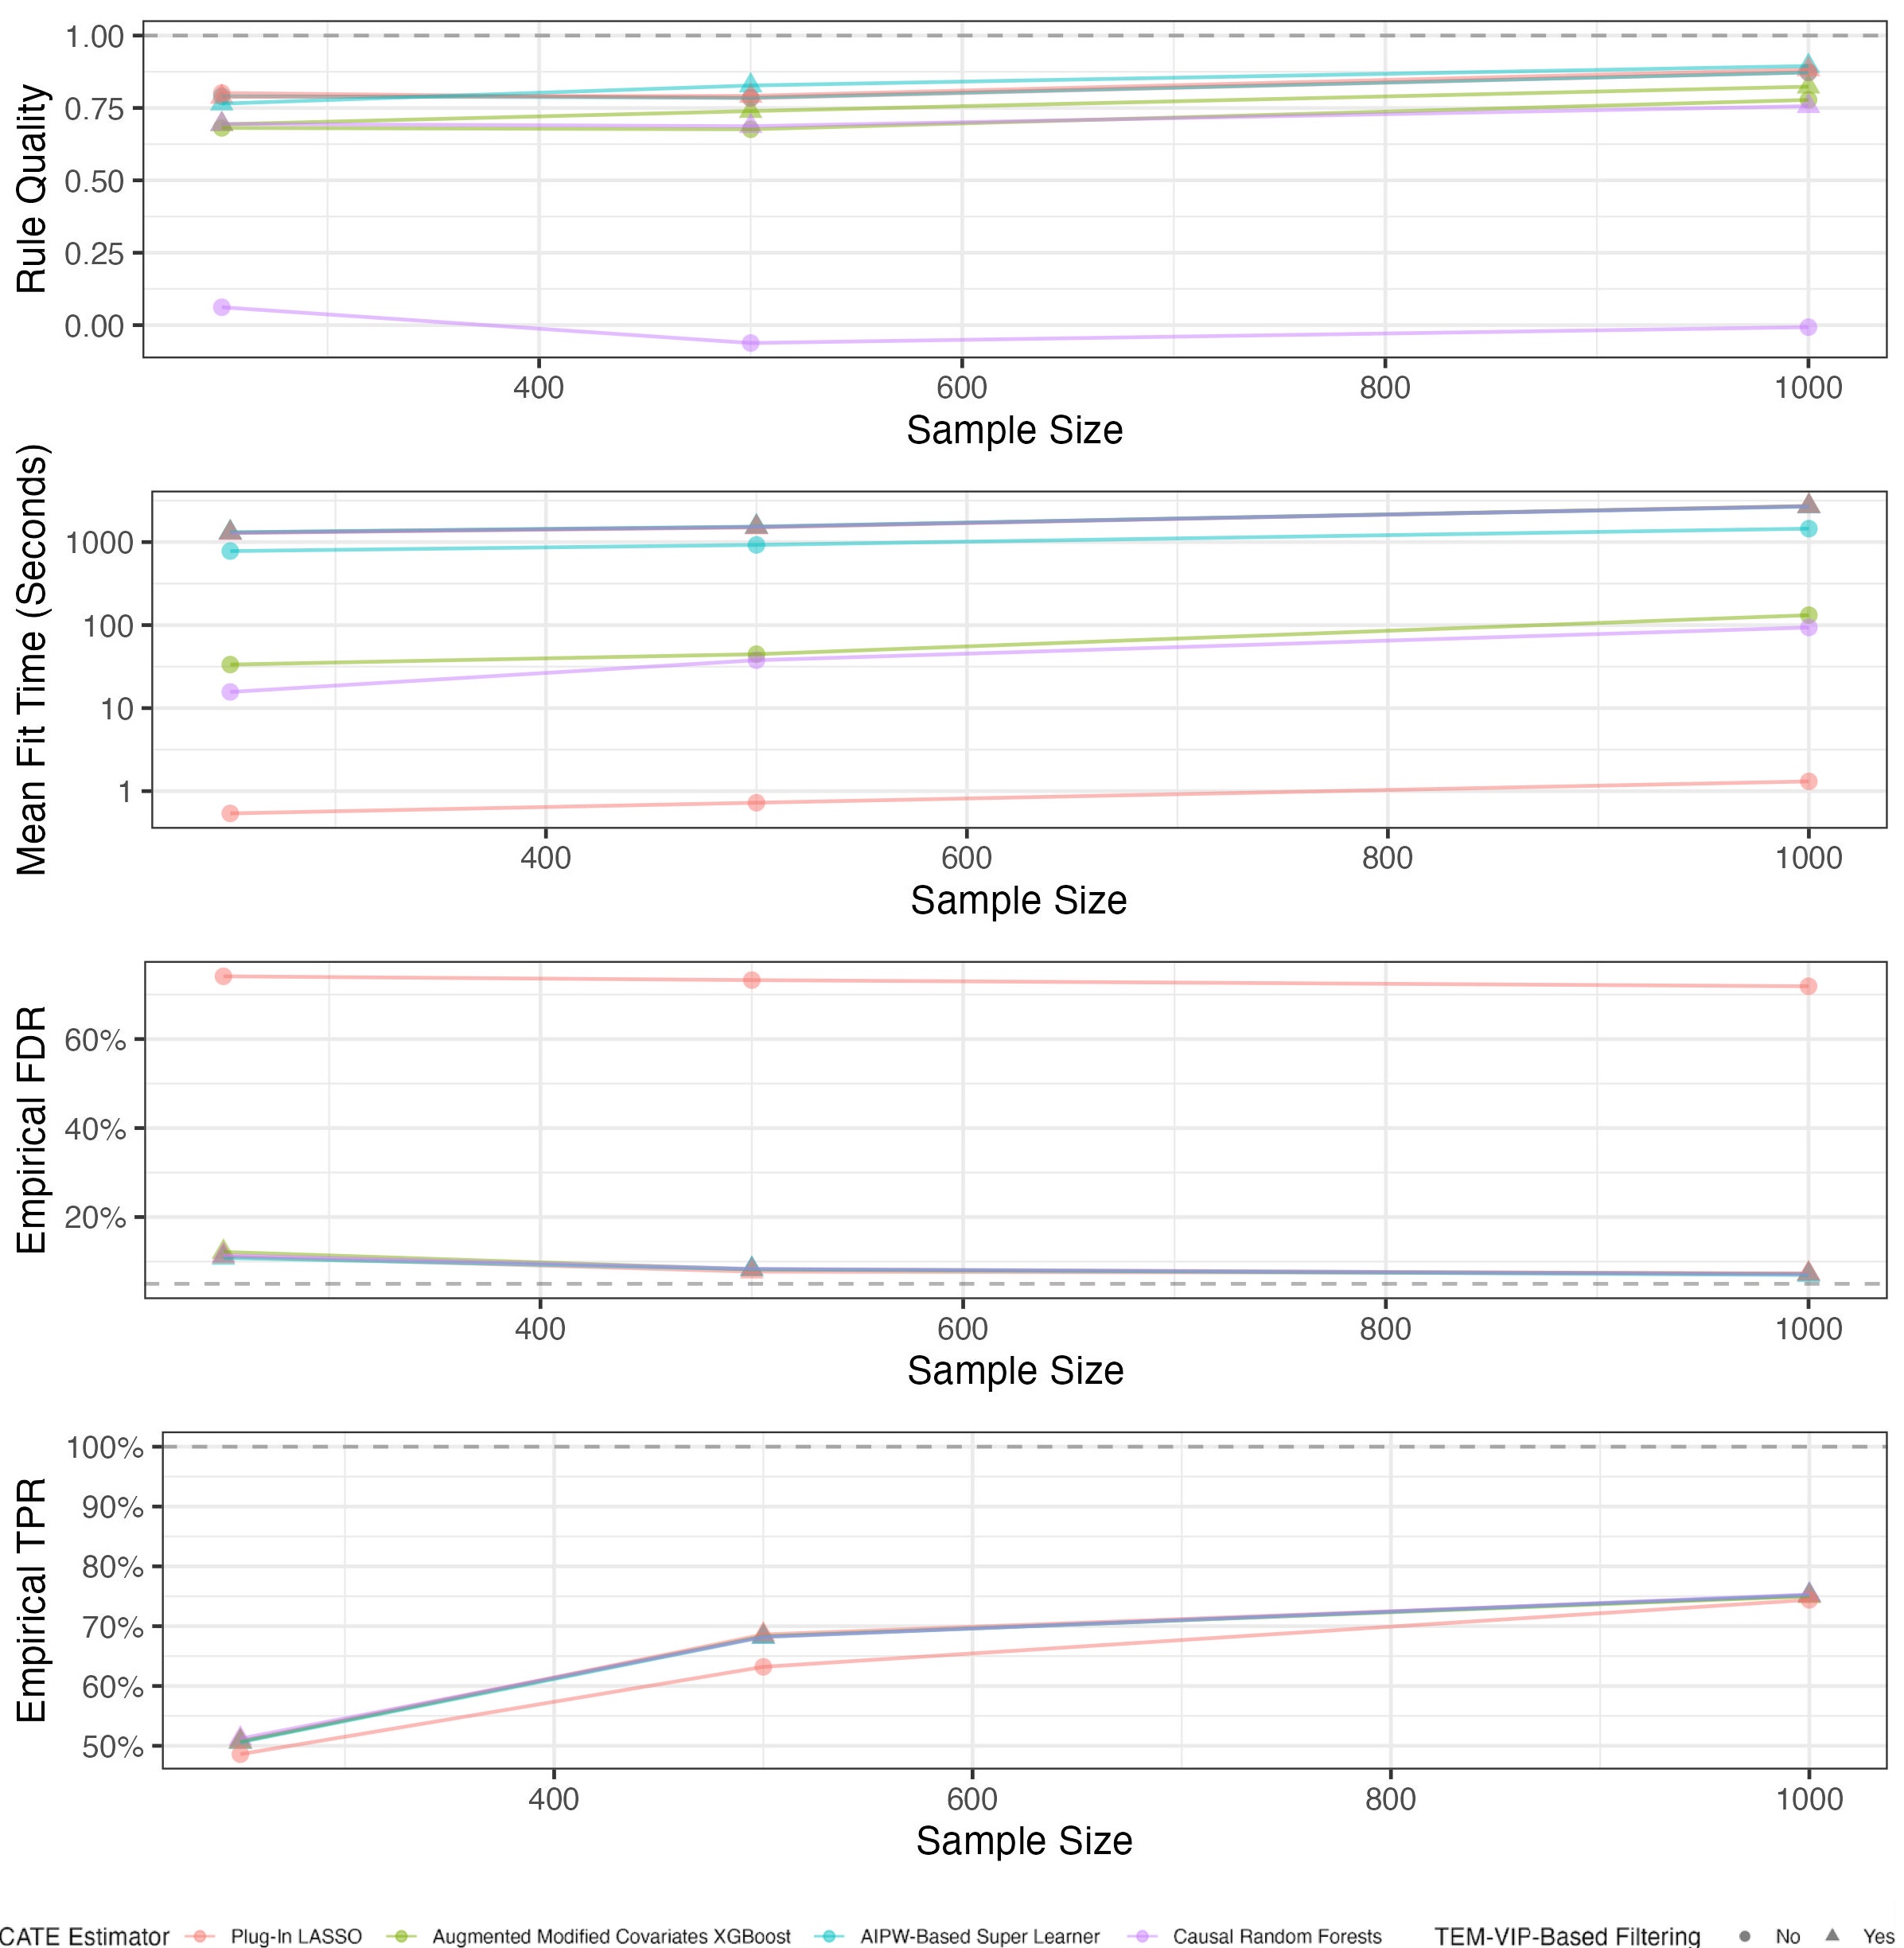 Rule Quality
1.00
0.75
0.50
0.25
0.00
400 600 800 1000
Sample Size
Mean Fit Time (Seconds)
1000
100
10
1
400 600 800 1000
Sample Size
Empirical FDR
60%
40%
20%
400 600 800 1000
Sample Size
Empirical TPR
100%
90%
80%
70%
60%
50%
400 600 800 1000
Sample Size
CATE Estimator Plug-In LASSO Augmented Modified Covariates XGBoost AIPW-Based Super Learner Causal Random Forests TEM-VIP-Based Filtering No Yes